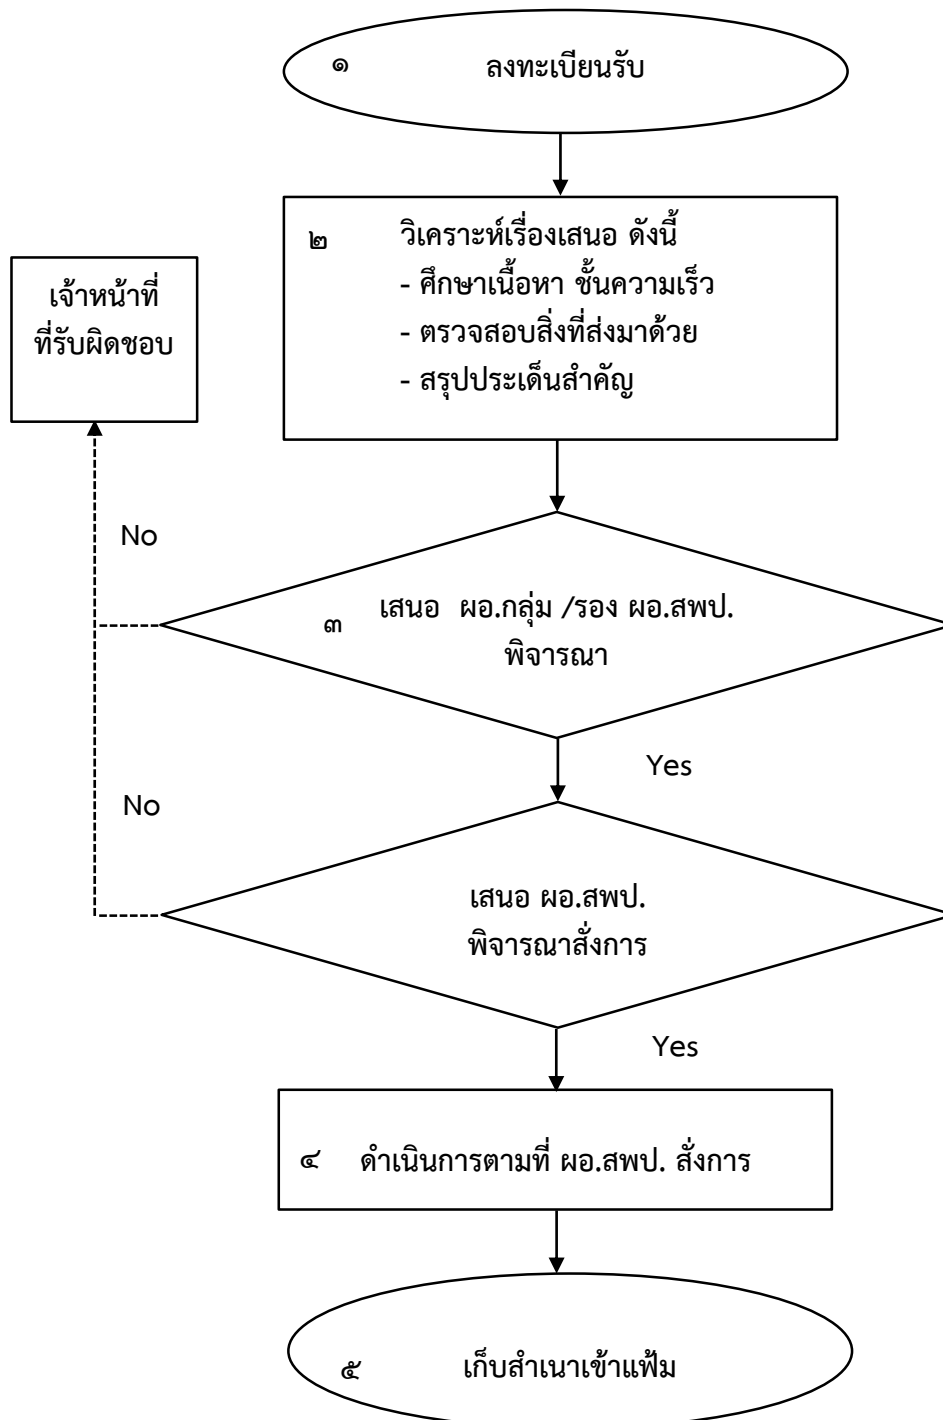 ๑ ลงทะเบียนรับ
๒ วิเคราะห์เรื่องเสนอ ดังนี้
- ศึกษาเนื้อหา ชั้นความเร็ว
- ตรวจสอบสิ่งที่ส่งมาด้วย
- สรุปประเด็นสำคัญ
เจ้าหน้าที่
ที่รับผิดชอบ
No
๓ เสนอ ผอ.กลุ่ม /รอง ผอ.สพป.
พิจารณา
Yes
No
เสนอ ผอ.สพป.
พิจารณาสั่งการ
Yes
๔ ดำเนินการตามที่ ผอ.สพป. สั่งการ
๕ เก็บสำเนาเข้าแฟ้ม